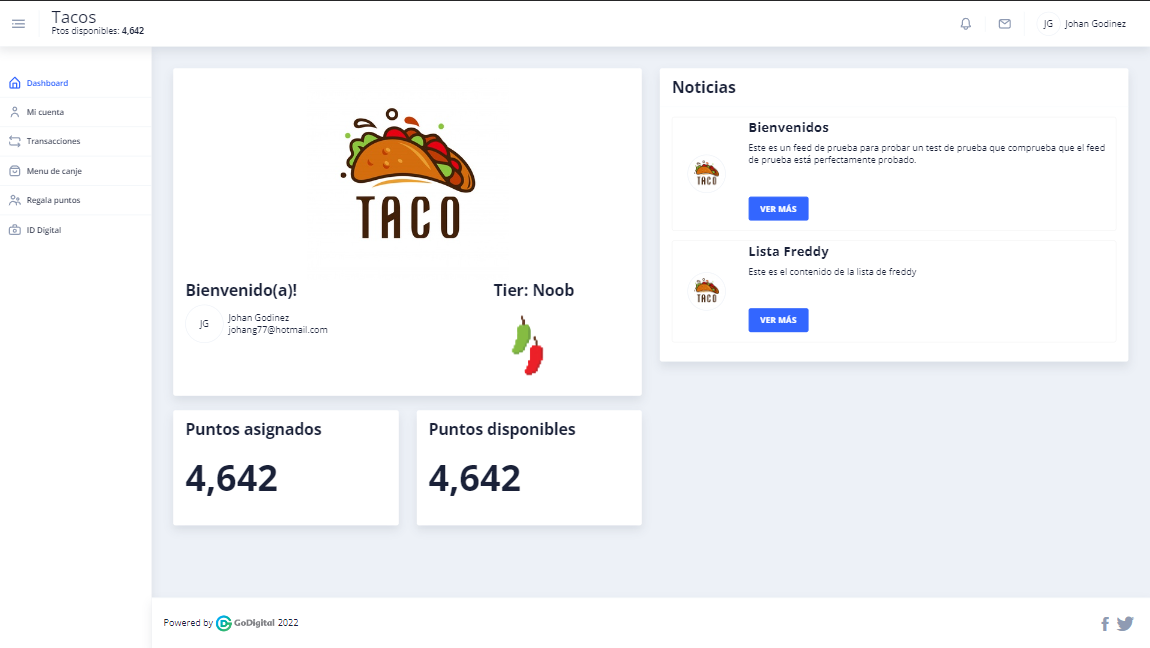 Tacos
Ptos disponibles: 4,642
JG Johan Godinez
Dashboard
Mi cuenta
Transacciones
Menu de canje
Regala puntos
ID Digital
TACO
Bienvenido(a)!
JG
Johan Godinez
johang77@hotmail.com
Tier: Noob
Puntos asignados
4,642
Puntos disponibles
4,642
Noticias
TACO
Bienvenidos
Este es un feed de prueba para probar un test de prueba que comprueba que el feed
de prueba está perfectamente probado.
VER MÁS
TACO
Lista Freddy
Este es el contenido de la lista de freddy
VER MÁS
Powered by GoDigital 2022